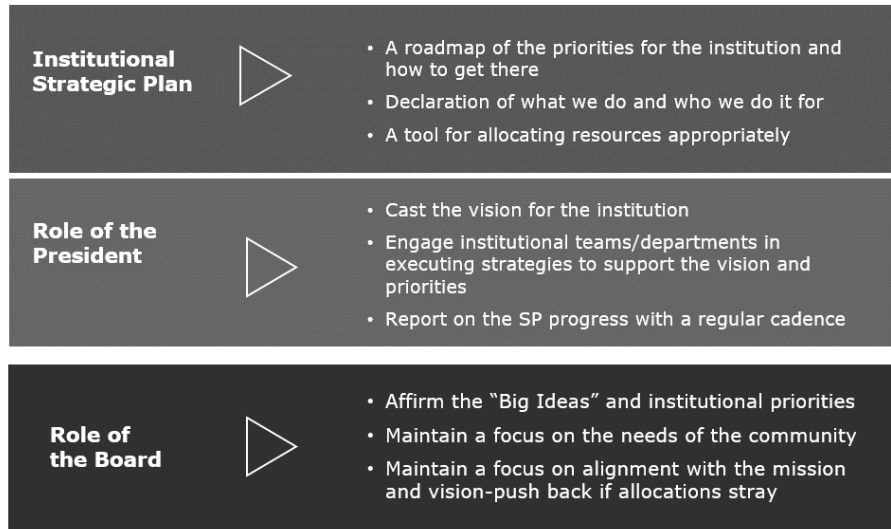 Institutional
Strategic Plan
• A roadmap of the priorities for the institution and
how to get there
• Declaration of what we do and who we do it for
• A tool for allocating resources appropriately
Role of the
President
• Cast the vision for the institution
• Engage institutional teams/departments in
executing strategies to support the vision and
priorities
• Report on the SP progress with a regular cadence
Role of
the Board
• Affirm the “Big Ideas” and institutional priorities
• Maintain a focus on the needs of the community
• Maintain a focus on alignment with the mission
and vision-push back if allocations stray